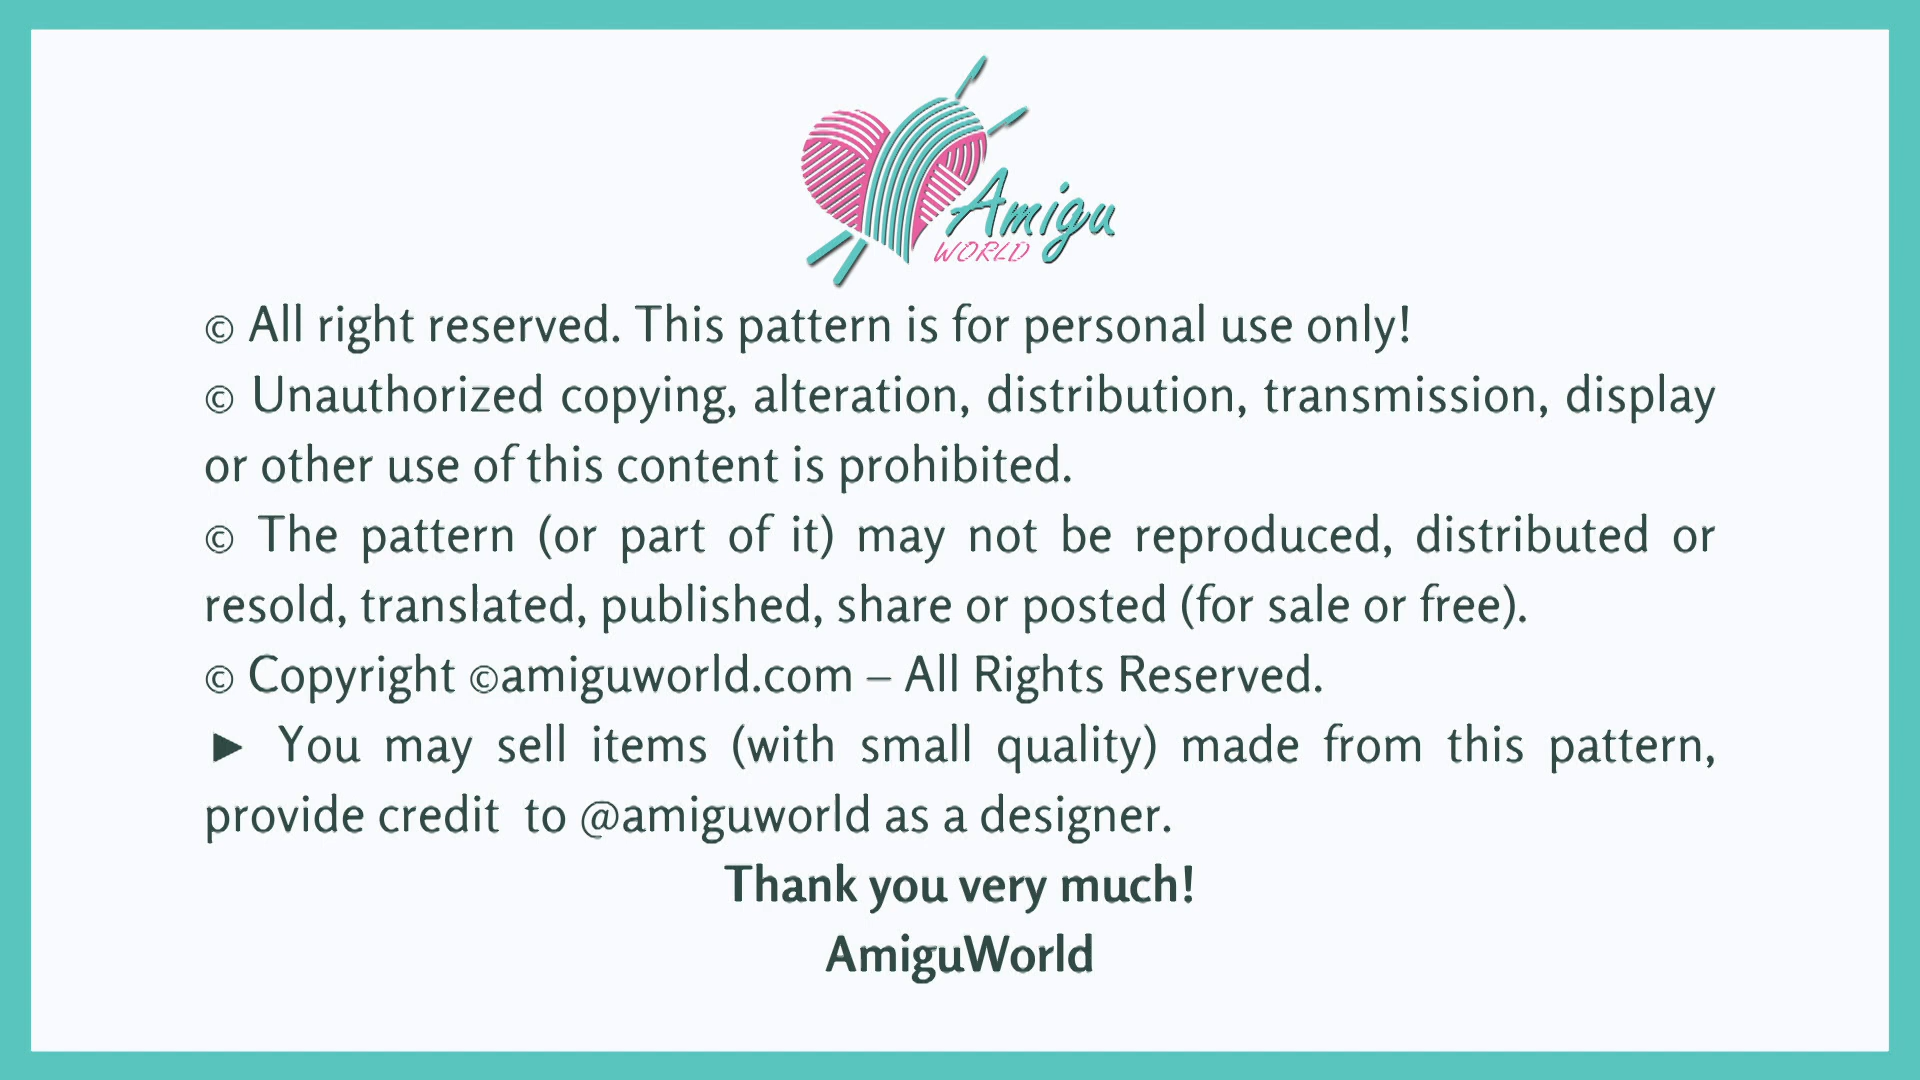 Amigu
WORLD
© All right reserved. This pattern is for personal use only!
© Unauthorized copying, alteration, distribution, transmission, display
or other use of this content is prohibited.
© The pattern (or part of it) may not be reproduced, distributed or
resold, translated, published, share or posted (for sale or free).
© Copyright ©amiguworld.com – All Rights Reserved.
► You may sell items (with small quality) made from this pattern,
provide credit  to @amiguworld as a designer.
Thank you very much!
AmiguWorld